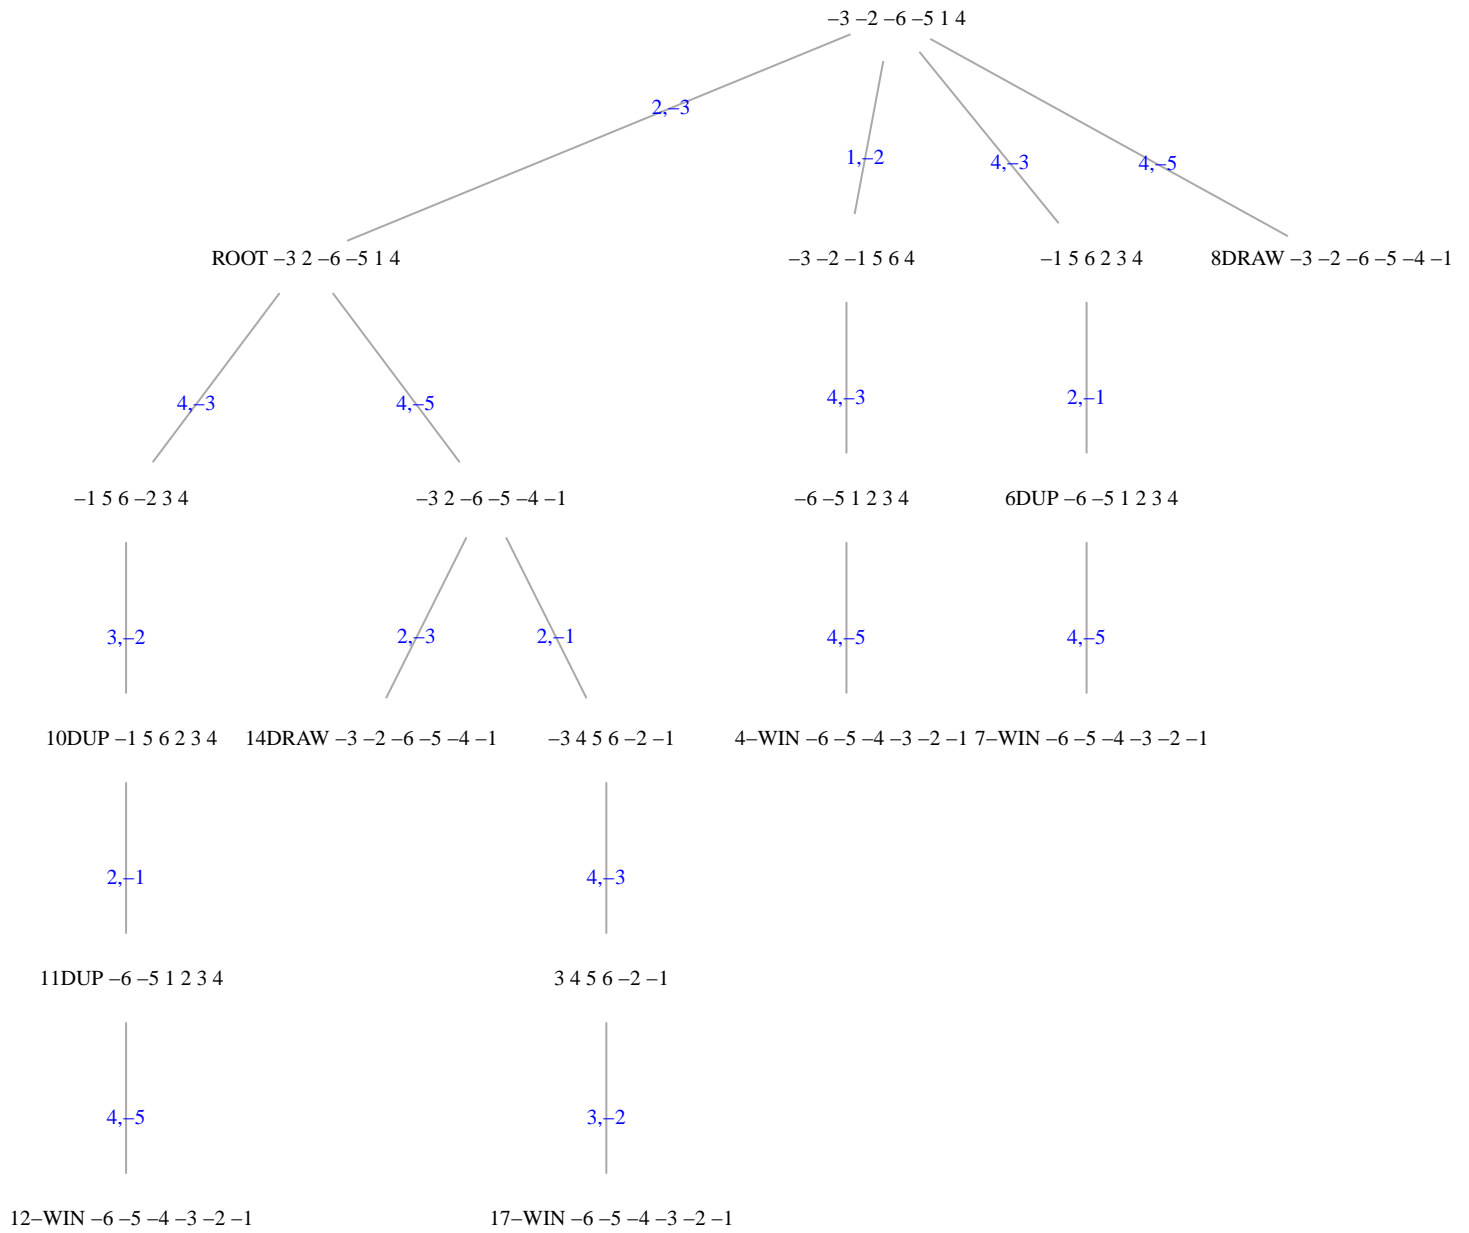 –3 –2 –6 –5 1 4
2,–3
1,–2
4,–3
4,–5
ROOT –3 2 –6 –5 1 4
–3 –2 –1 5 6 4
–1 5 6 2 3 4
8DRAW –3 –2 –6 –5 –4 –1
4,–3
4,–5
4,–3
2,–1
–1 5 6 –2 3 4
–3 2 –6 –5 –4 –1
–6 –5 1 2 3 4
6DUP –6 –5 1 2 3 4
3,–2
2,–3
2,–1
4,–5
4,–5
10DUP –1 5 6 2 3 4
14DRAW –3 –2 –6 –5 –4 –1
–3 4 5 6 –2 –1
4–WIN –6 –5 –4 –3 –2 –1
7–WIN –6 –5 –4 –3 –2 –1
2,–1
4,–3
11DUP –6 –5 1 2 3 4
3 4 5 6 –2 –1
4,–5
3,–2
12–WIN –6 –5 –4 –3 –2 –1
17–WIN –6 –5 –4 –3 –2 –1